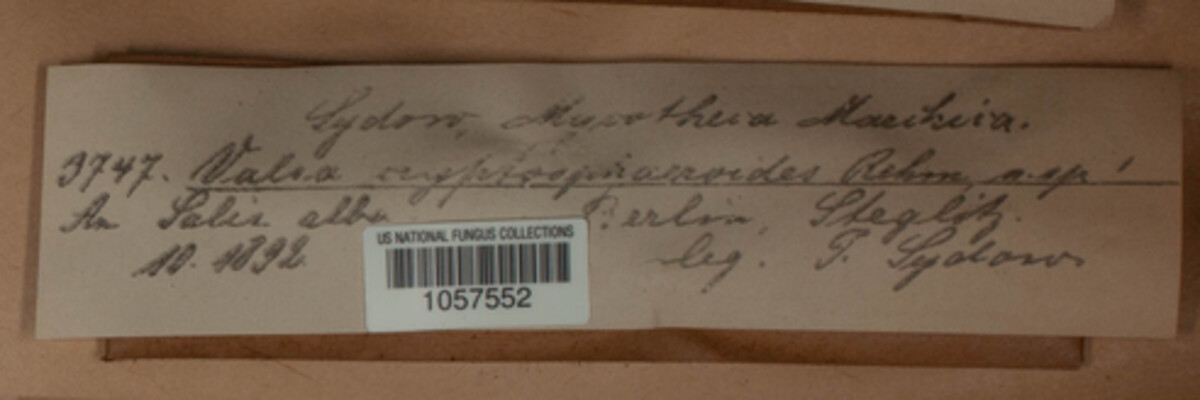 Sydow, Mycotheca Marchica.
3747. Valsa cryptosphaeroides Rehm n. sp.!
An Salix alba Berlin, Steglitz.
10. 1892 leg. P. Sydow.
US NATIONAL FUNGUS COLLECTIONS
1057552